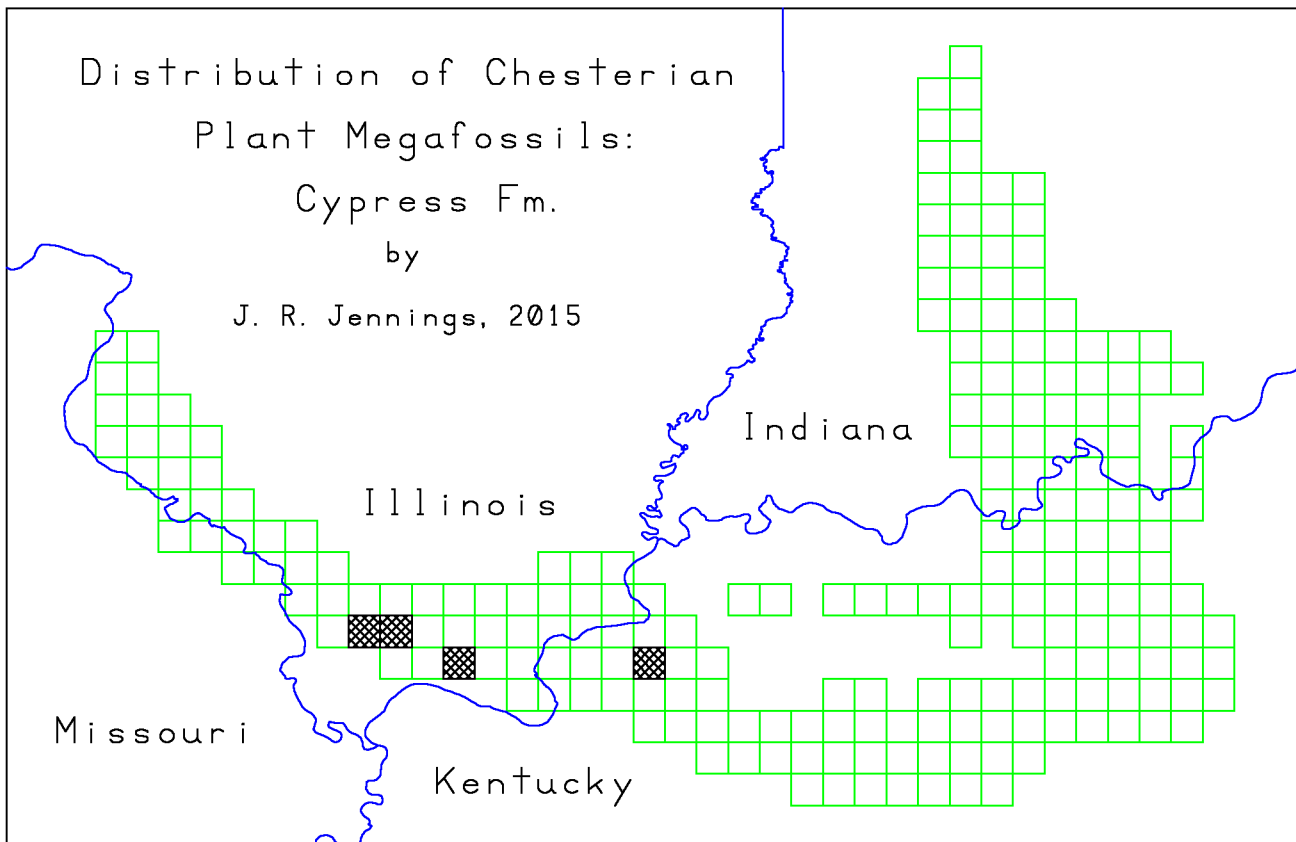 Distribution of Chesterian
Plant Megafossils:
Cypress Fm.
by
J. R. Jennings, 2015
Indiana
Illinois
Missouri
Kentucky